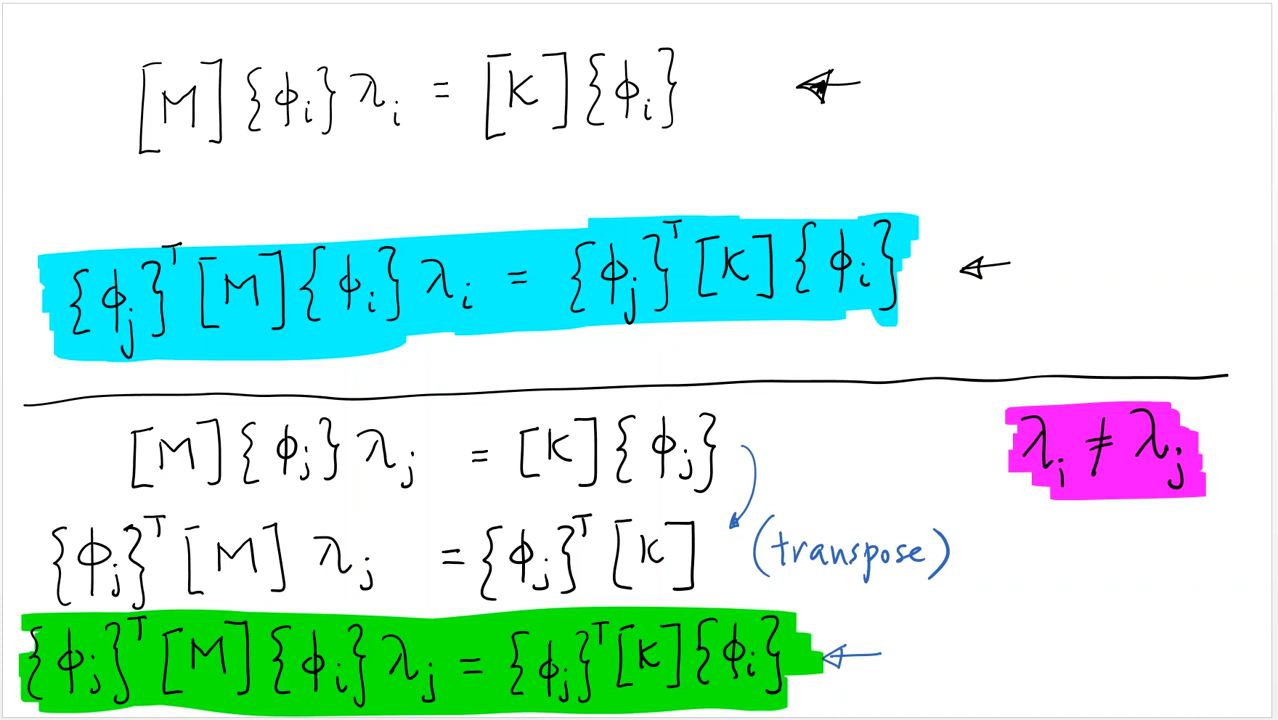 [M]{ϕᵢ}λᵢ = [K]{ϕᵢ}
{ϕⱼ}ᵀ[M]{ϕᵢ}λᵢ = {ϕⱼ}ᵀ[K]{ϕᵢ}
[M]{ϕⱼ}λⱼ = [K]{ϕⱼ}
λᵢ ≠ λⱼ
{ϕⱼ}ᵀ[M]λⱼ = {ϕⱼ}ᵀ[K]
(transpose)
{ϕⱼ}ᵀ[M]{ϕᵢ}λⱼ = {ϕⱼ}ᵀ[K]{ϕᵢ}